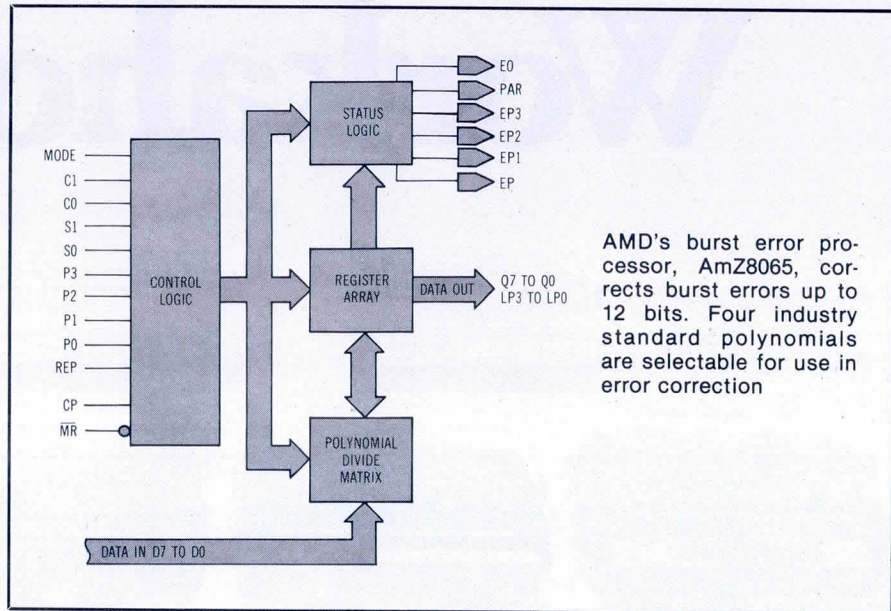 MODE
C1
C0
S1
S0
P3
P2
P1
P0
REP
CP
MR
CONTROL
LOGIC
STATUS
LOGIC
EO
PAR
EP3
EP2
EP1
EP
REGISTER
ARRAY
DATA OUT
Q7 TO Q0
LP3 TO LP0
POLYNOMIAL
DIVIDE
MATRIX
DATA IN D7 TO D0
AMD's burst error pro-
cessor, AmZ8065, cor-
rects burst errors up to
12 bits. Four industry
standard polynomials
are selectable for use in
error correction